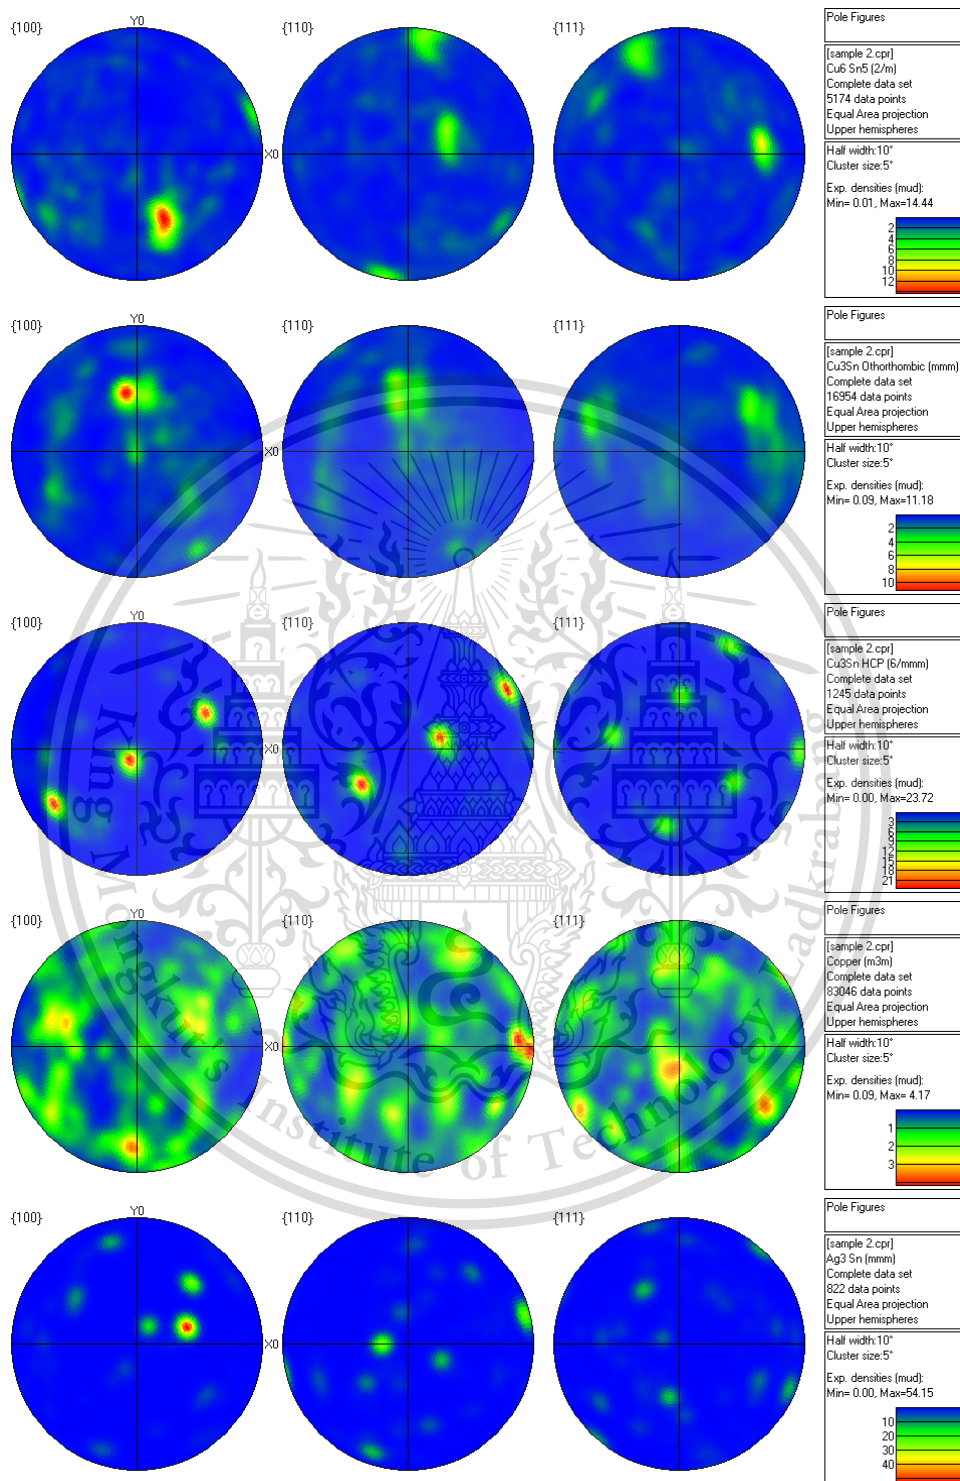 {100}
Y0
X0
{110}
{111}
Pole Figures
[sample 2.cpr]
Cu6 Sn5 (2/m)
Complete data set
5174 data points
Equal Area projection
Upper hemispheres
Half width:10°
Cluster size:5°
Exp. densities (mud):
Min= 0.01, Max=14.44
2
4
6
8
10
12
{100}
Y0
X0
{110}
{111}
Pole Figures
[sample 2.cpr]
Cu3Sn Othorthombic (mmm)
Complete data set
16954 data points
Equal Area projection
Upper hemispheres
Half width:10°
Cluster size:5°
Exp. densities (mud):
Min= 0.09, Max=11.18
2
4
6
8
10
{100}
Y0
X0
{110}
{111}
Pole Figures
[sample 2.cpr]
Cu3Sn HCP (6/mmm)
Complete data set
1245 data points
Equal Area projection
Upper hemispheres
Half width:10°
Cluster size:5°
Exp. densities (mud):
Min= 0.00, Max=23.72
3
6
9
12
15
18
21
{100}
Y0
X0
{110}
{111}
Pole Figures
[sample 2.cpr]
Copper (m3m)
Complete data set
83046 data points
Equal Area projection
Upper hemispheres
Half width:10°
Cluster size:5°
Exp. densities (mud):
Min= 0.09, Max= 4.17
1
2
3
{100}
Y0
X0
{110}
{111}
Pole Figures
[sample 2.cpr]
Ag3 Sn (mmm)
Complete data set
822 data points
Equal Area projection
Upper hemispheres
Half width:10°
Cluster size:5°
Exp. densities (mud):
Min= 0.00, Max=54.15
10
20
30
40
King Mongkut's Institute of Technology Ladkrabang